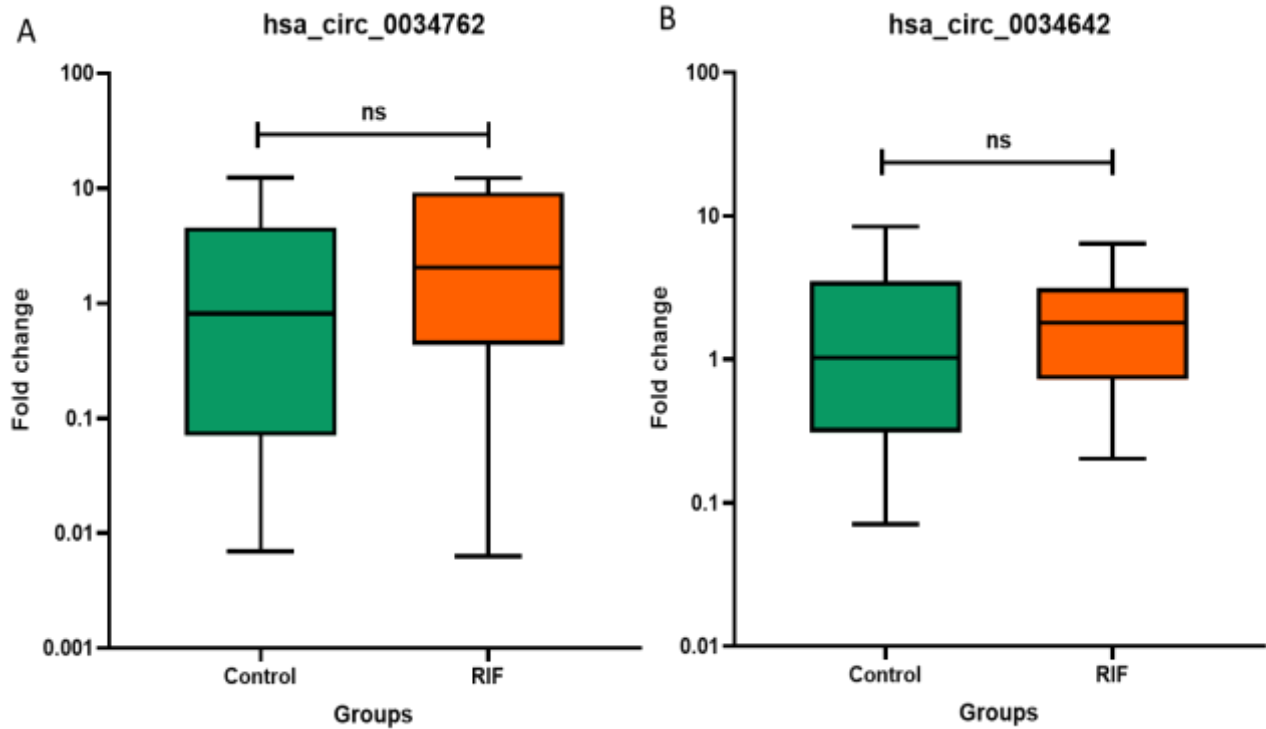 A
hsa_circ_0034762
100
10
1
0.1
0.01
0.001
Fold change
ns
Control
RIF
Groups
B
hsa_circ_0034642
100
10
1
0.1
0.01
Fold change
ns
Control
RIF
Groups